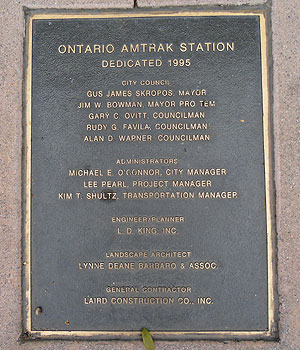 ONTARIO AMTRAK STATION
DEDICATED 1995
CITY COUNCIL
GUS JAMES SKROPOS, MAYOR
JIM W. BOWMAN, MAYOR PRO TEM
GARY C. OVITT, COUNCILMAN
RUDY G. FAVILA, COUNCILMAN
ALAN D. WAPNER, COUNCILMAN
ADMINISTRATORS
MICHAEL E. O'CONNOR, CITY MANAGER
LEE PEARL, PROJECT MANAGER
KIM T. SHULTZ, TRANSPORTATION MANAGER
ENGINEER/PLANNER
L. D. KING, INC.
LANDSCAPE ARCHITECT
LYNNE DEANE BARBARO & ASSOC.
GENERAL CONTRACTOR
LAIRD CONSTRUCTION CO., INC.